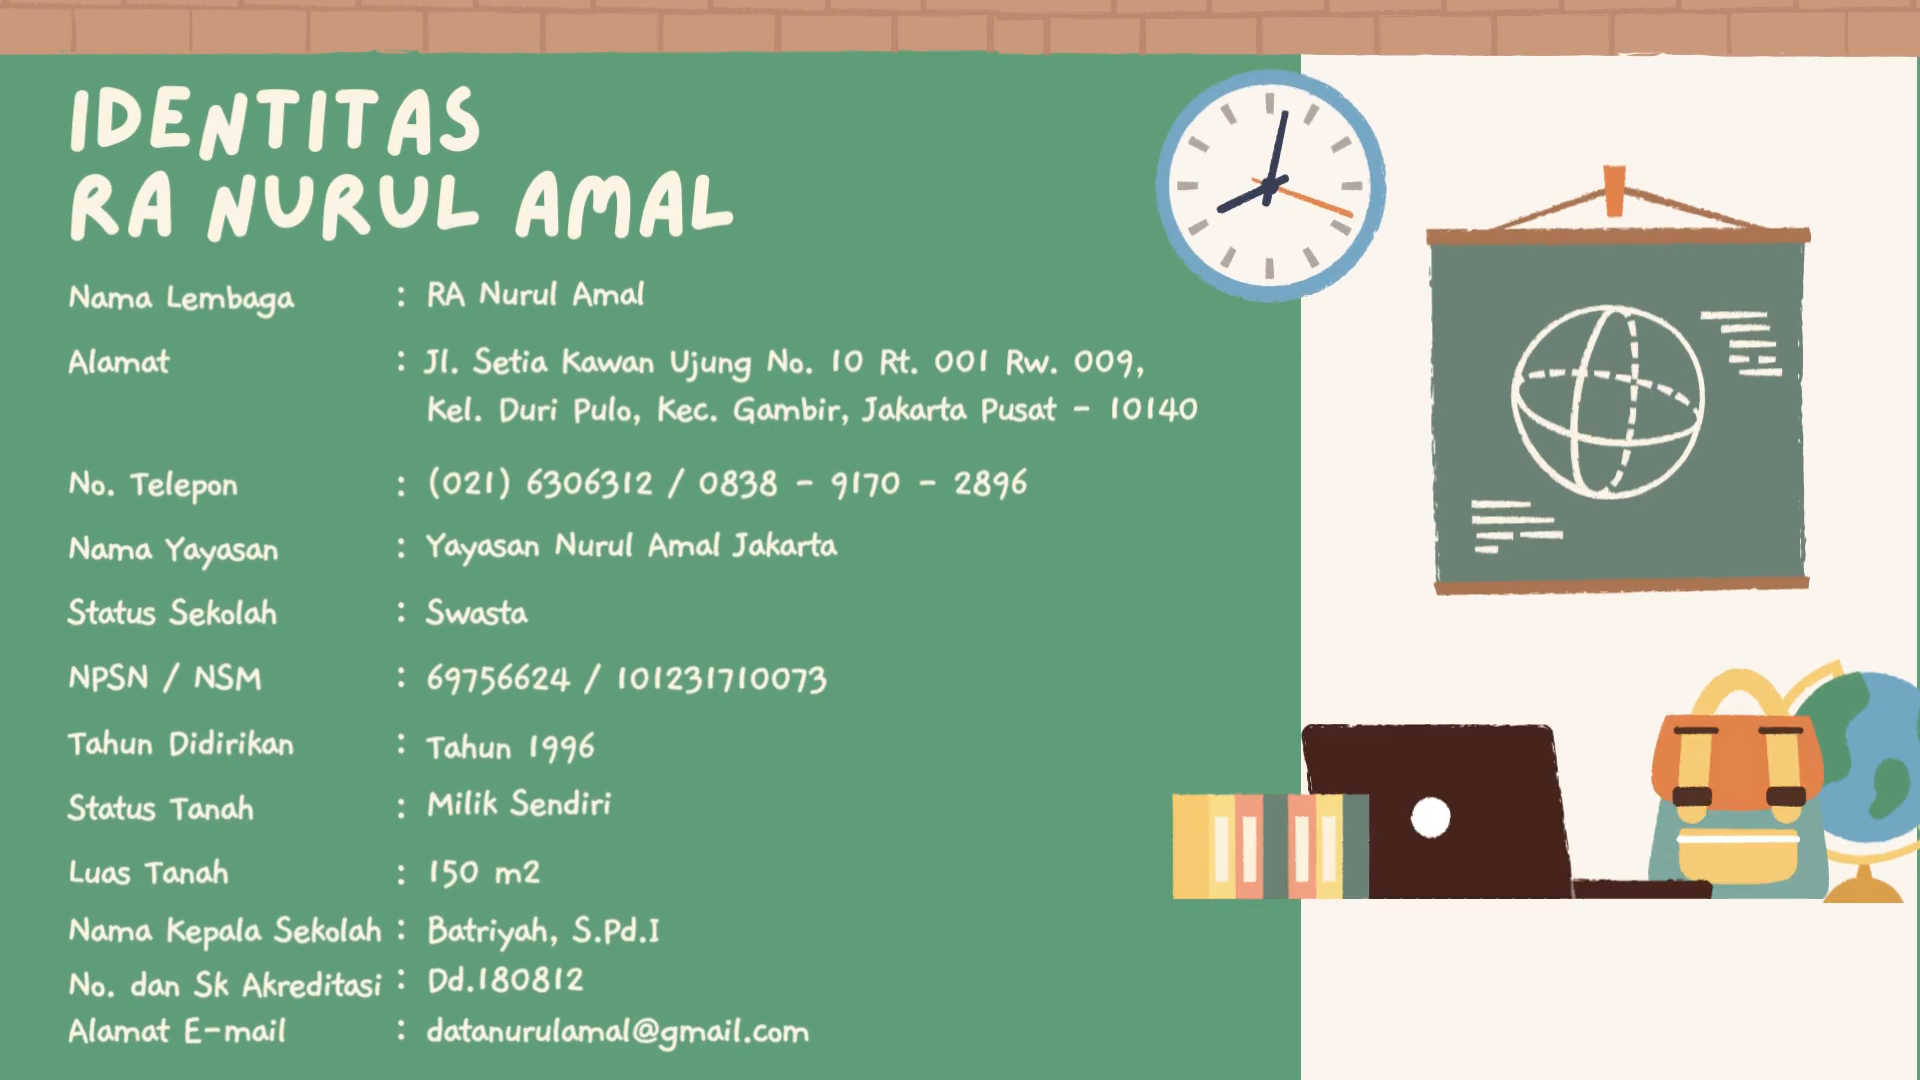 IDENTITAS
RA NURUL AMAL
Nama Lembaga : RA Nurul Amal
Alamat : Jl. Setia Kawan Ujung No. 10 Rt. 001 Rw. 009,
Kel. Duri Pulo, Kec. Gambir, Jakarta Pusat - 10140
No. Telepon : (021) 6306312 / 0838 - 9170 - 2896
Nama Yayasan : Yayasan Nurul Amal Jakarta
Status Sekolah : Swasta
NPSN / NSM : 69756624 / 101231710073
Tahun Didirikan : Tahun 1996
Status Tanah : Milik Sendiri
Luas Tanah : 150 m2
Nama Kepala Sekolah : Batriyah, S.Pd.I
No. dan Sk Akreditasi : Dd.180812
Alamat E-mail : datanurulamal@gmail.com